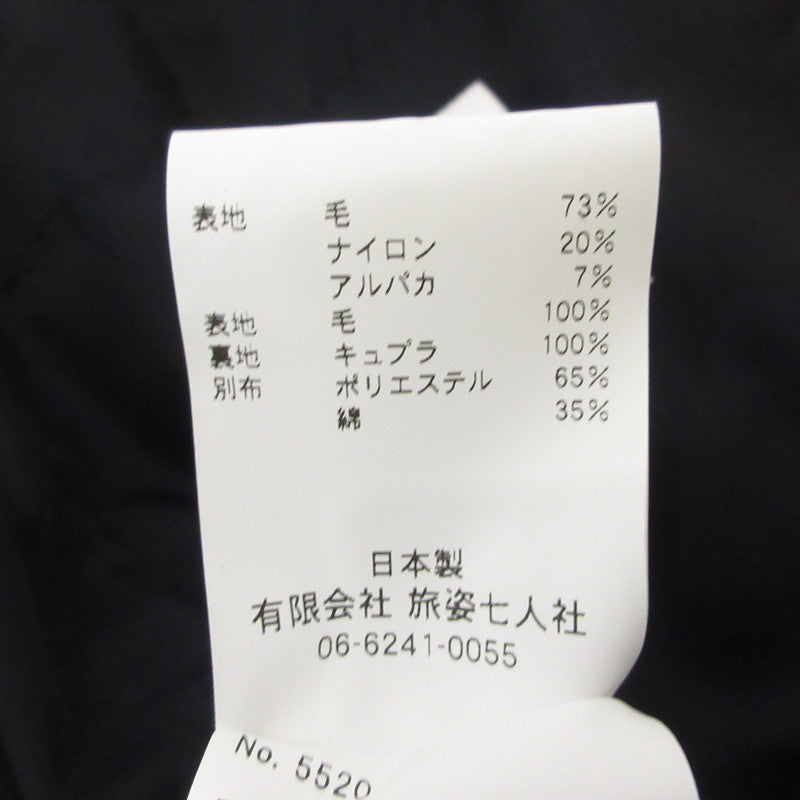 表地 毛 73%
ナイロン 20%
アルパカ 7%
表地 毛 100%
裏地 キュプラ 100%
別布 ポリエステル 65%
綿 35%
日本製
有限会社 旅姿七人社
06-6241-0055
No. 5520